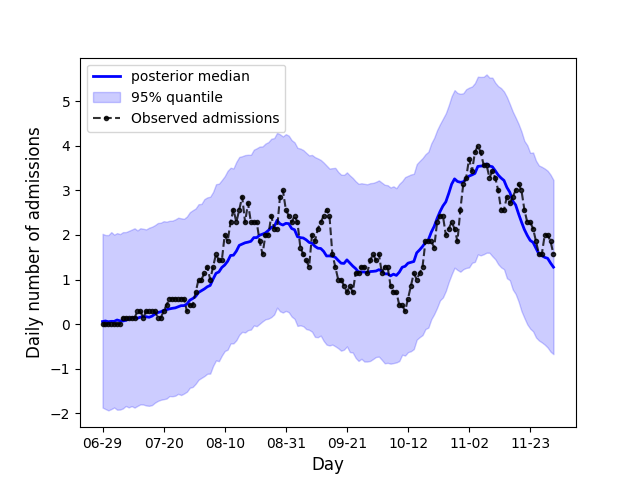 posterior median
95% quantile
Observed admissions
Daily number of admissions
5
4
3
2
1
0
−1
−2
06-29 07-20 08-10 08-31 09-21 10-12 11-02 11-23
Day